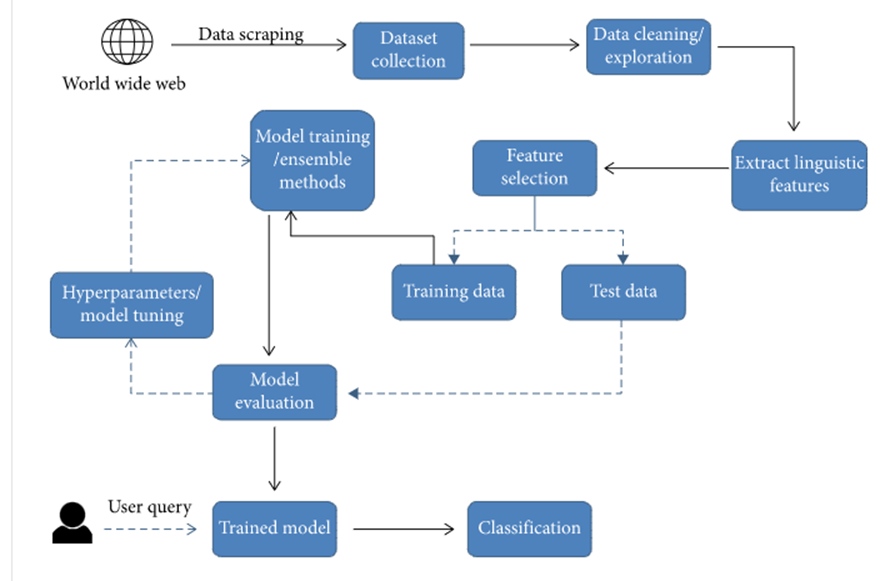 Data scraping
World wide web
Dataset
collection
Data cleaning/
exploration
Model training
/ensemble
methods
Feature
selection
Extract linguistic
features
Hyperparameters/
model tuning
Training data
Test data
Model
evaluation
User query
Trained model
Classification